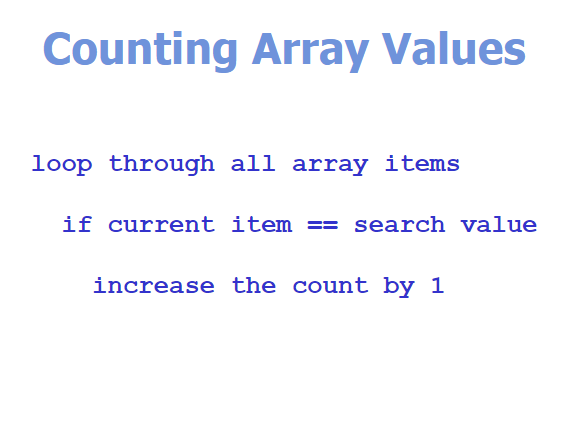 Counting Array Values
loop through all array items
if current item == search value
increase the count by 1